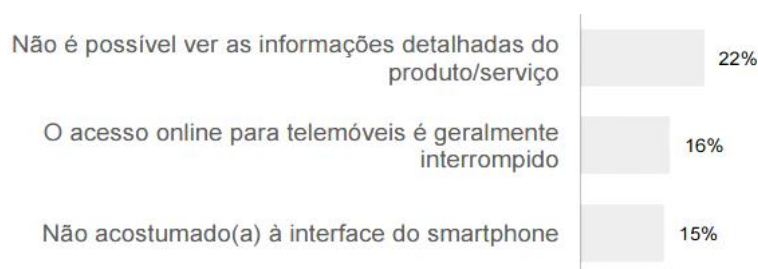 Não é possível ver as informações detalhadas do
produto/serviço
22%
O acesso online para telemóveis é geralmente
interrompido
16%
Não acostumado(a) à interface do smartphone
15%